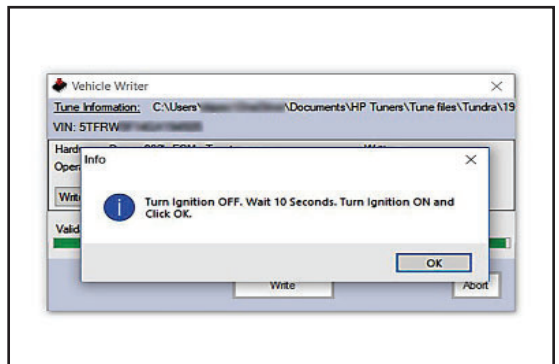 Vehicle Writer
Tune Information: C:\Users\ \Documents\HP Tuners\Tune files\Tundra\19
VIN: 5TFRW
Info
Turn Ignition OFF. Wait 10 Seconds. Turn Ignition ON and
Click OK.
OK
Write
Abort